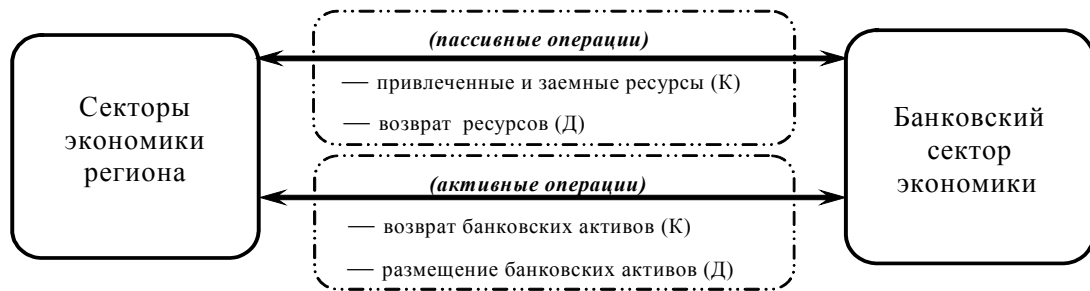 Секторы
экономики
региона
(пассивные операции)
— привлеченные и заемные ресурсы (К)
— возврат ресурсов (Д)
(активные операции)
— возврат банковских активов (К)
— размещение банковских активов (Д)
Банковский
сектор
экономики